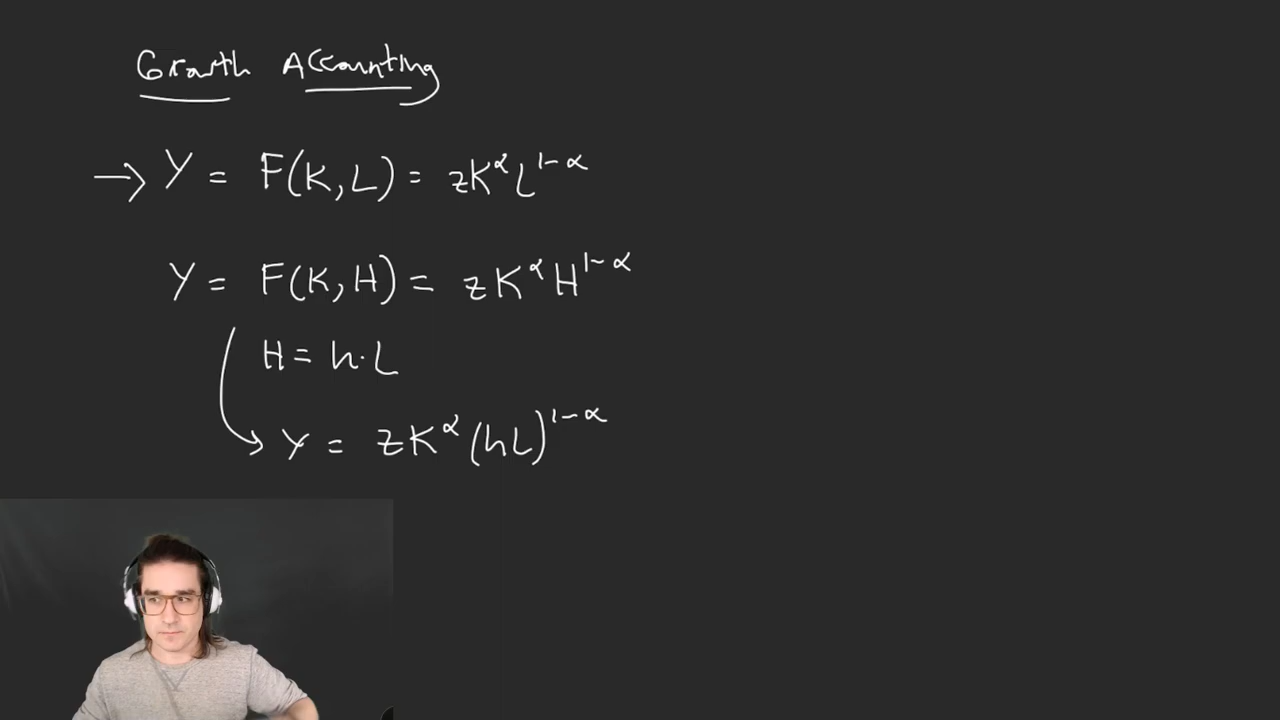 Growth Accounting
→ Y = F(K, L) = zK^α L^1-α
Y = F(K, H) = zK^α H^1-α
H = h·L
→ Y = zK^α (hL)^1-α